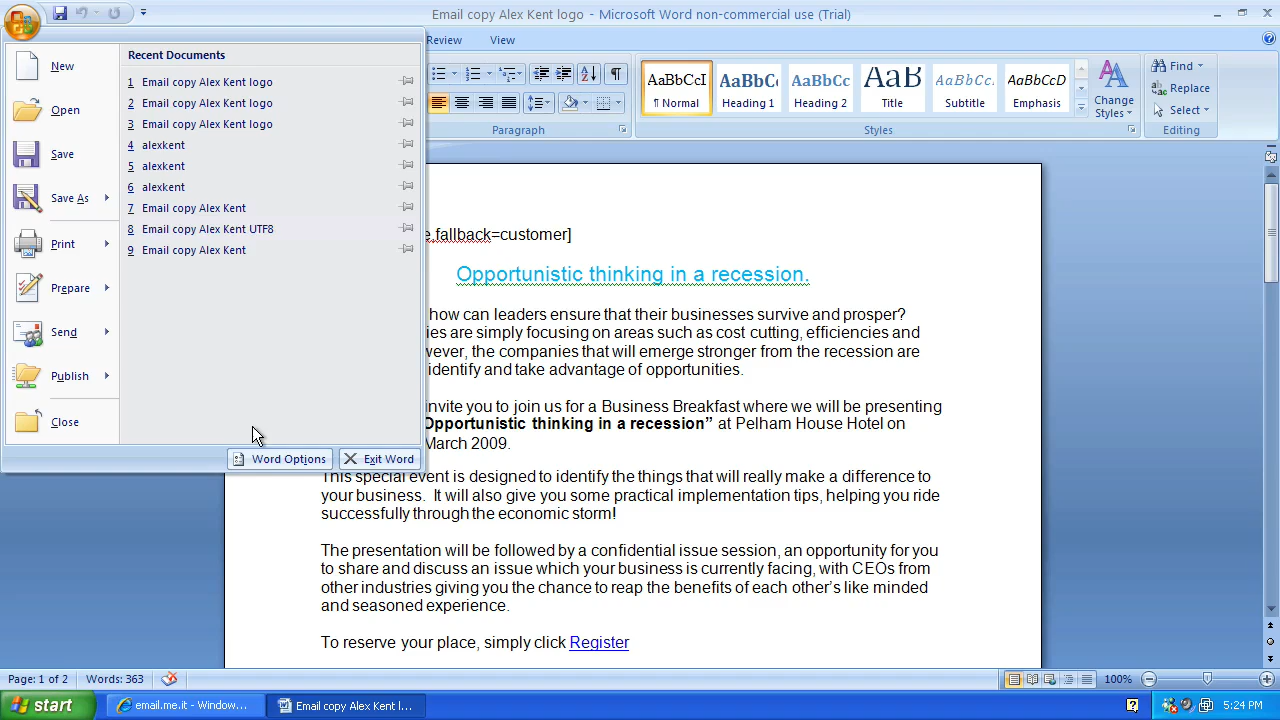 Email copy Alex Kent logo - Microsoft Word non-commercial use (Trial)
Review View
New
Open
Save
Save As
Print
Prepare
Send
Publish
Close
Recent Documents
1 Email copy Alex Kent logo
2 Email copy Alex Kent logo
3 Email copy Alex Kent logo
4 alexkent
5 alexkent
6 alexkent
7 Email copy Alex Kent
8 Email copy Alex Kent UTF8
9 Email copy Alex Kent
Word Options Exit Word
Paragraph
AaBbCcI AaBbCc AaBbCc AaB AaBbCc. AaBbCcD
¶ Normal Heading 1 Heading 2 Title Subtitle Emphasis
Change Styles
Styles
Find
Replace
Select
Editing
fallback=customer]
Opportunistic thinking in a recession.
how can leaders ensure that their businesses survive and prosper?
ies are simply focusing on areas such as cost cutting, efficiencies and
wever, the companies that will emerge stronger from the recession are
identify and take advantage of opportunities.
invite you to join us for a Business Breakfast where we will be presenting
Opportunistic thinking in a recession” at Pelham House Hotel on
March 2009.
This special event is designed to identify the things that will really make a difference to
your business. It will also give you some practical implementation tips, helping you ride
successfully through the economic storm!
The presentation will be followed by a confidential issue session, an opportunity for you
to share and discuss an issue which your business is currently facing, with CEOs from
other industries giving you the chance to reap the benefits of each other’s like minded
and seasoned experience.
To reserve your place, simply click Register
Page: 1 of 2 Words: 363 100%
start email.me.it - Window... Email copy Alex Kent l... 5:24 PM